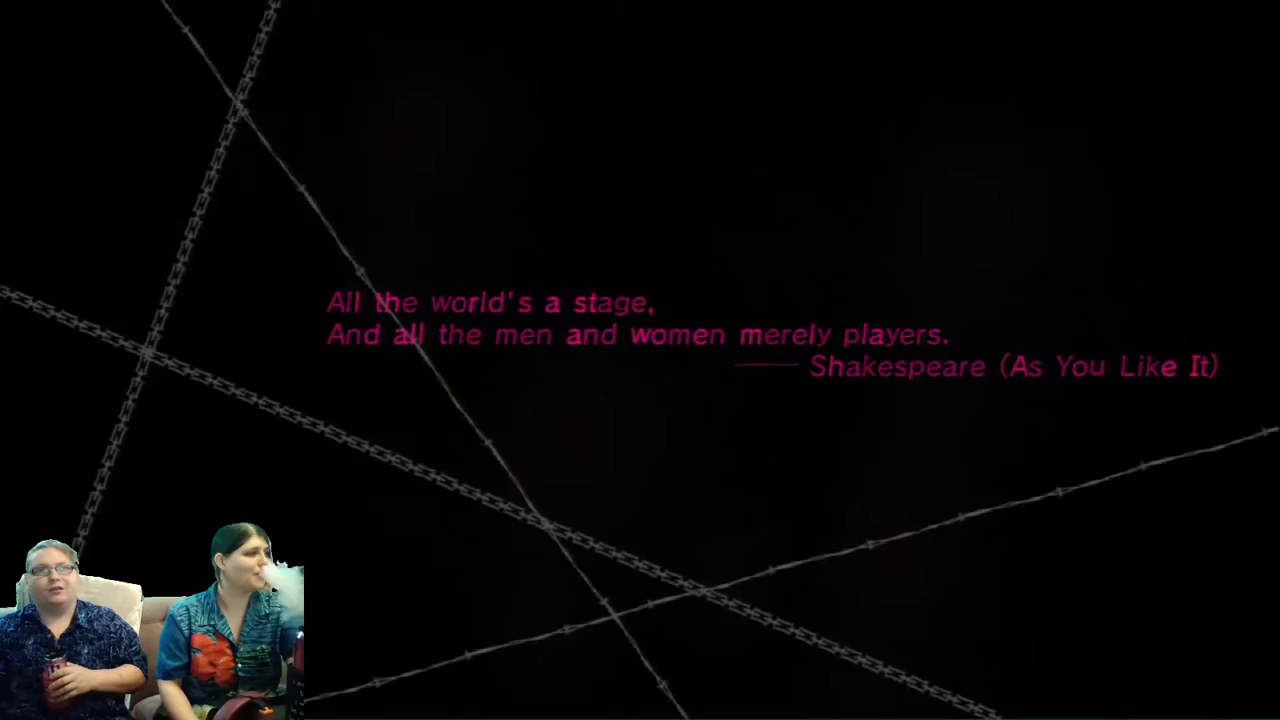 All the world's a stage,
And all the men and women merely players.
—— Shakespeare (As You Like It)